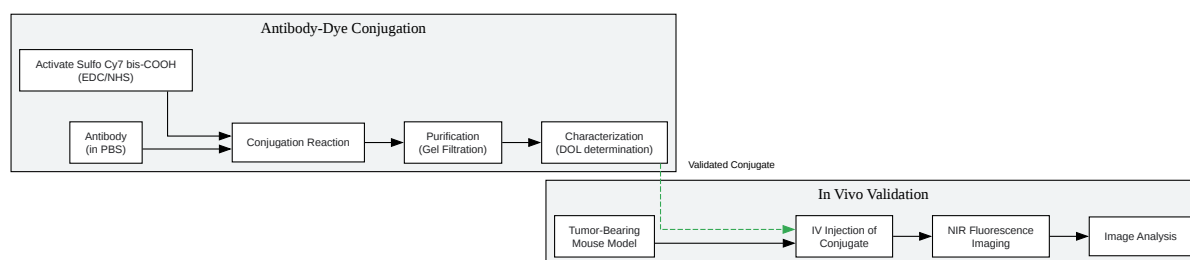 Antibody-Dye Conjugation
Activate Sulfo Cy7 bis-COOH
(EDC/NHS)
Antibody
(in PBS)
Conjugation Reaction
Purification
(Gel Filtration)
Characterization
(DOL determination)
Validated Conjugate
In Vivo Validation
Tumor-Bearing
Mouse Model
IV Injection of
Conjugate
NIR Fluorescence
Imaging
Image Analysis